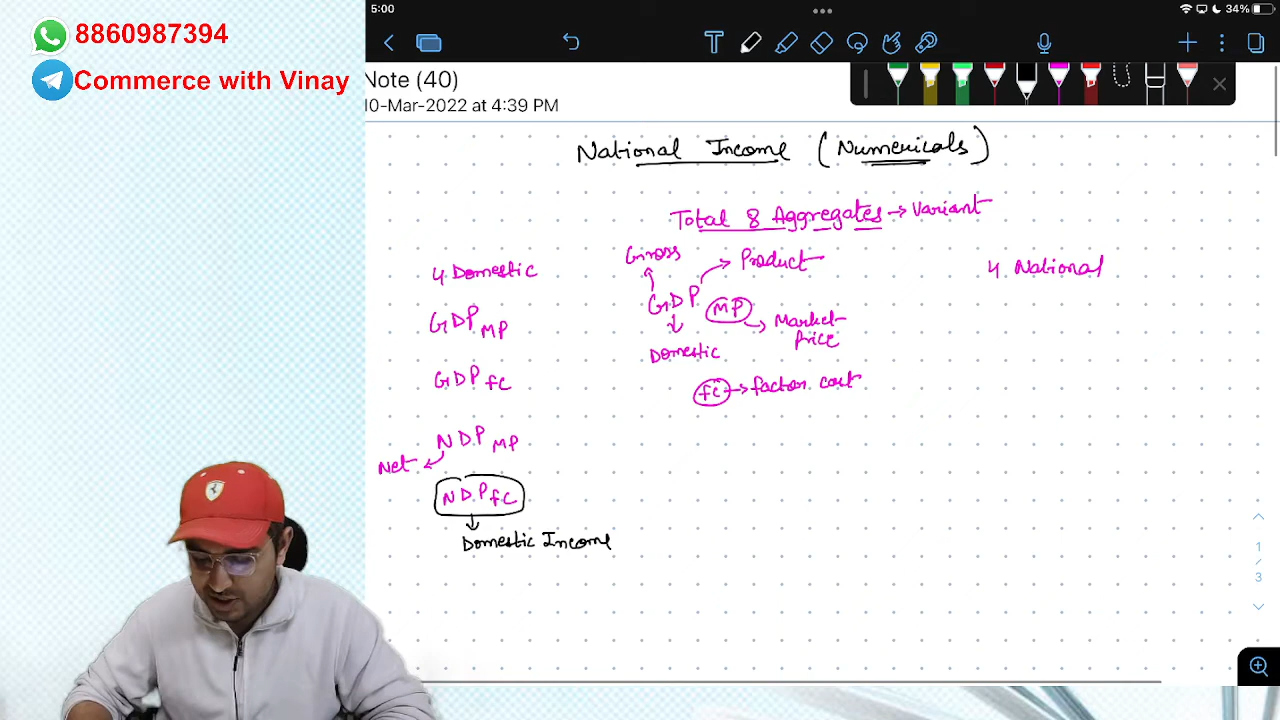 8860987394
Commerce with Vinay
5:00
34%
Note (40)
10-Mar-2022 at 4:39 PM
National Income (Numericals)
Total 8 Aggregates → Variant
4 Domestic
Gross
Product
4 National
GDP MP
GDP MP
Market
Price
Domestic
GDP fc
fc → factor cost
NDP MP
Net
NDP fc
Domestic Income
1
/
3